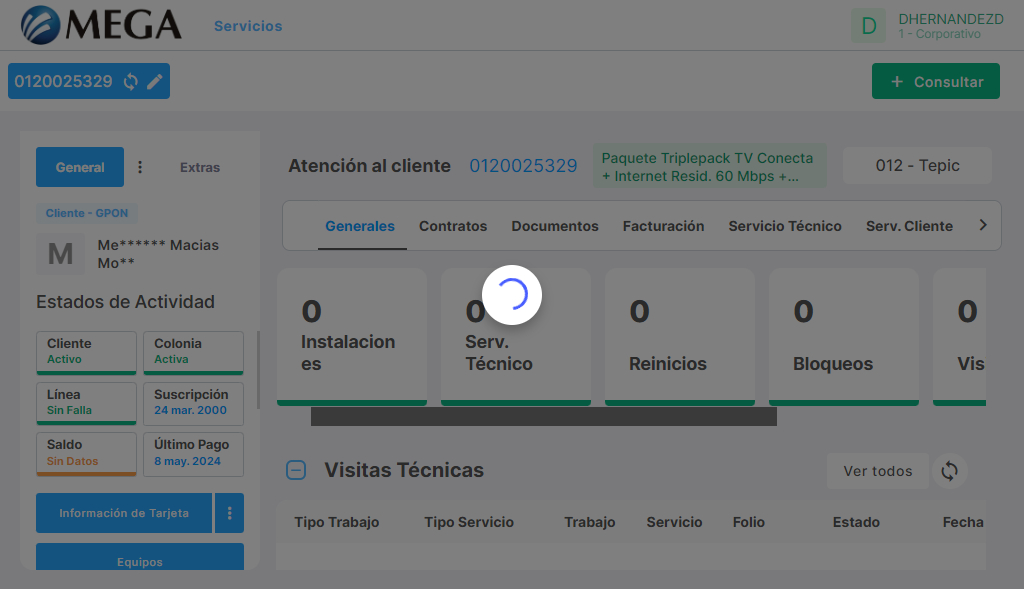 MEGA
Servicios
D
DHERNANDEZD
1 - Corporativo
0120025329
+ Consultar
General
Extras
Cliente - GPON
M
Me****** Macias
Mo**
Estados de Actividad
Cliente
Activo
Colonia
Activa
Línea
Sin Falla
Suscripción
24 mar. 2000
Saldo
Sin Datos
Último Pago
8 may. 2024
Información de Tarjeta
Equipos
Atención al cliente
0120025329
Paquete Triplepack TV Conecta
+ Internet Resid. 60 Mbps +...
012 - Tepic
Generales
Contratos
Documentos
Facturación
Servicio Técnico
Serv. Cliente
0
Instalacion
es
0
Serv.
Técnico
0
Reinicios
0
Bloqueos
0
Vis
Visitas Técnicas
Ver todos
Tipo Trabajo
Tipo Servicio
Trabajo
Servicio
Folio
Estado
Fecha